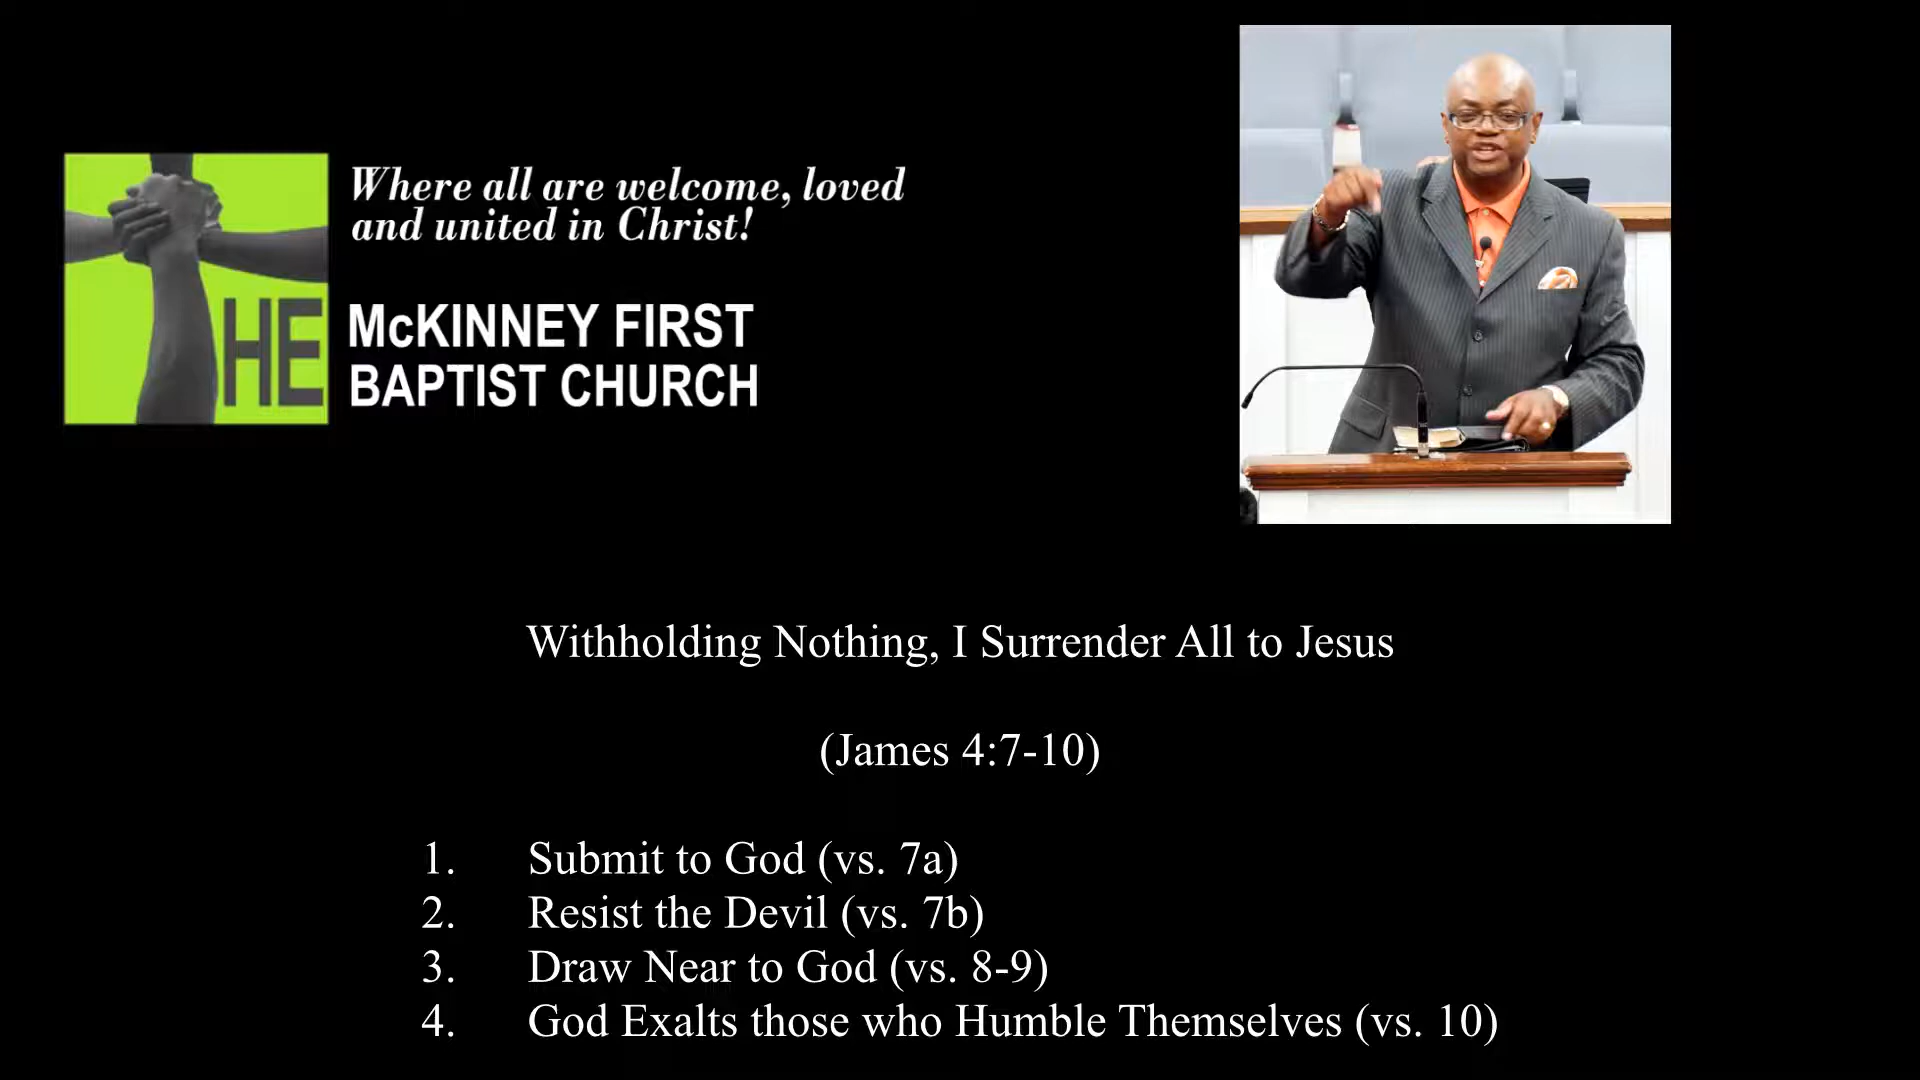 Where all are welcome, loved
and united in Christ!
HE
McKINNEY FIRST
BAPTIST CHURCH
Withholding Nothing, I Surrender All to Jesus
(James 4:7-10)
1. Submit to God (vs. 7a)
2. Resist the Devil (vs. 7b)
3. Draw Near to God (vs. 8-9)
4. God Exalts those who Humble Themselves (vs. 10)